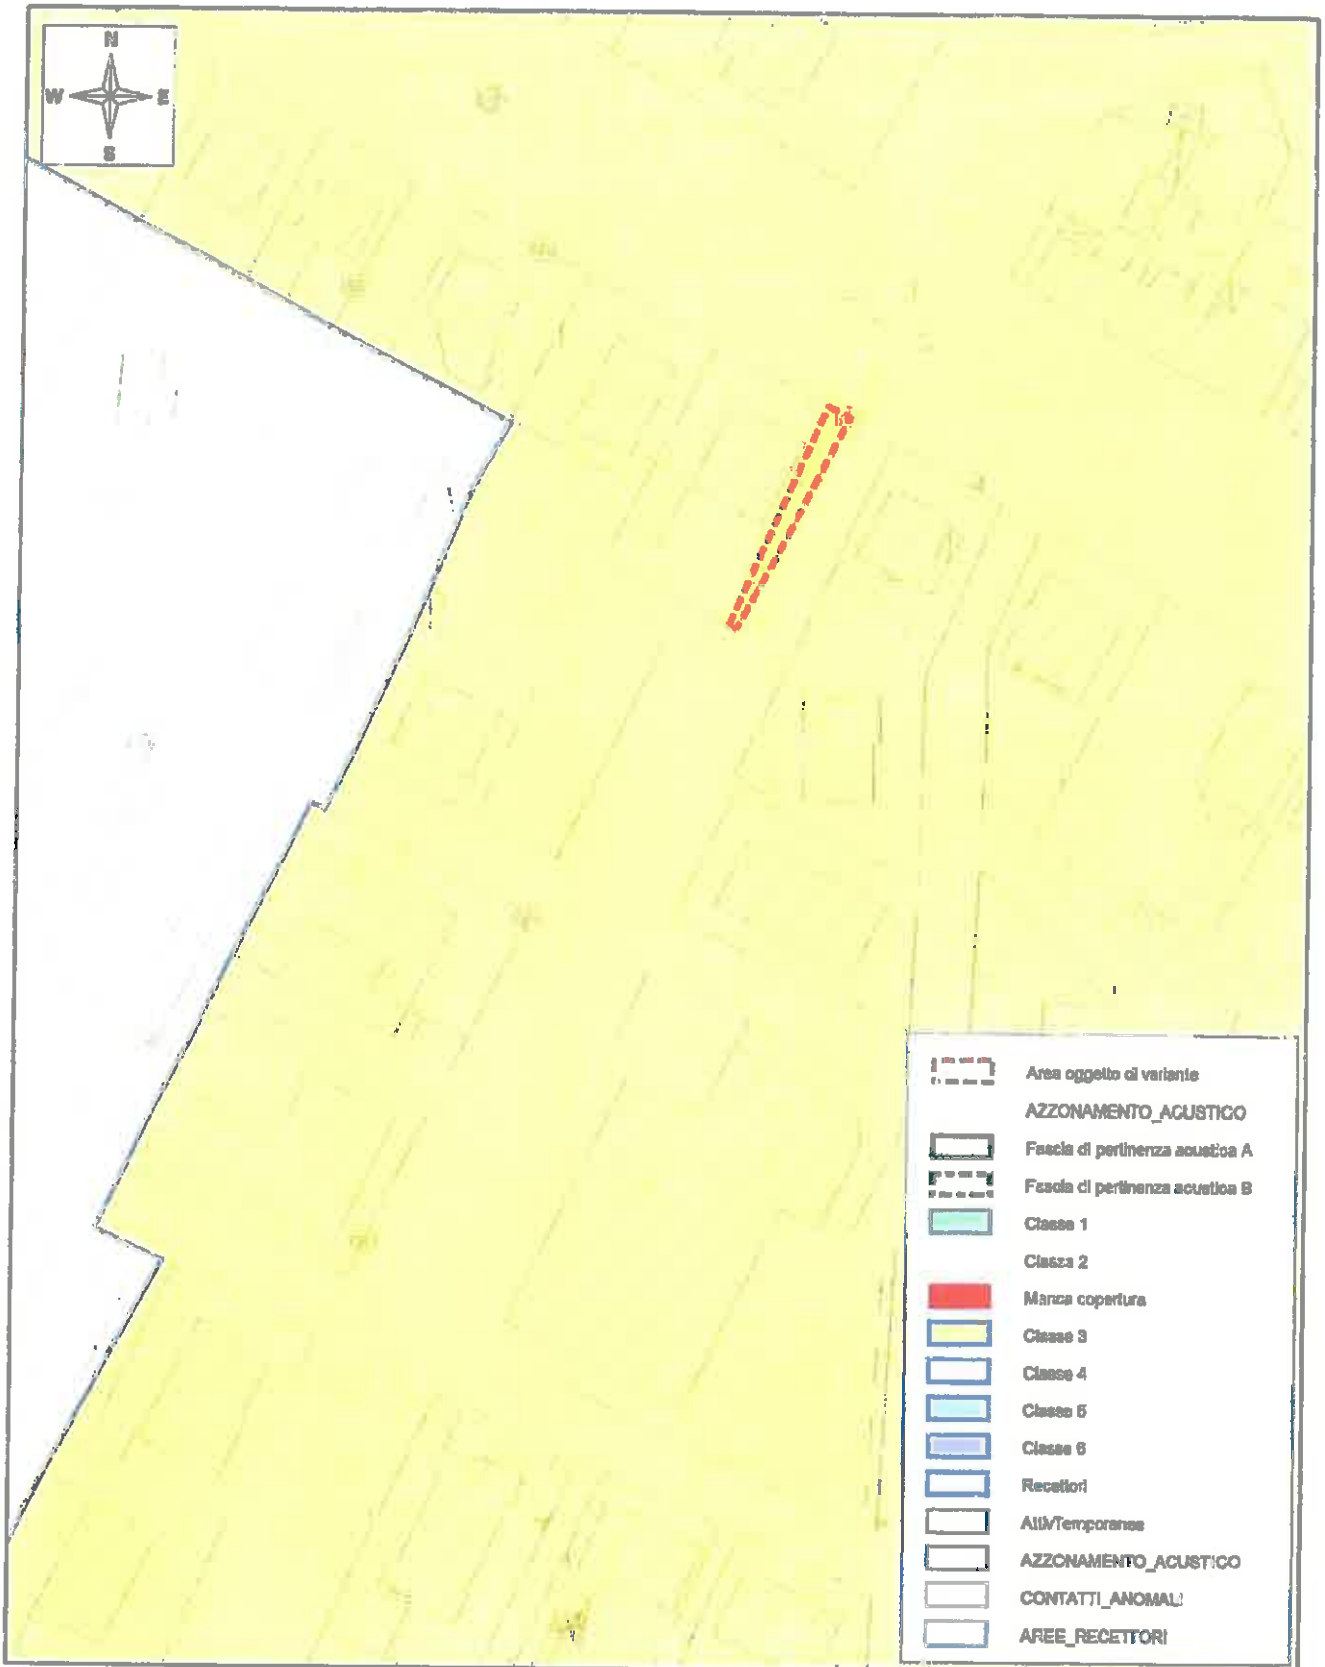 N
W E
S
Area oggetto di variante
AZZONAMENTO_ACUSTICO
Fascia di pertinenza acustica A
Fascia di pertinenza acustica B
Classe 1
Classe 2
Manca copertura
Classe 3
Classe 4
Classe 5
Classe 6
Recettori
AttivTemporanee
AZZONAMENTO_ACUSTICO
CONTATTI_ANOMALI
AREE_RECETTORI